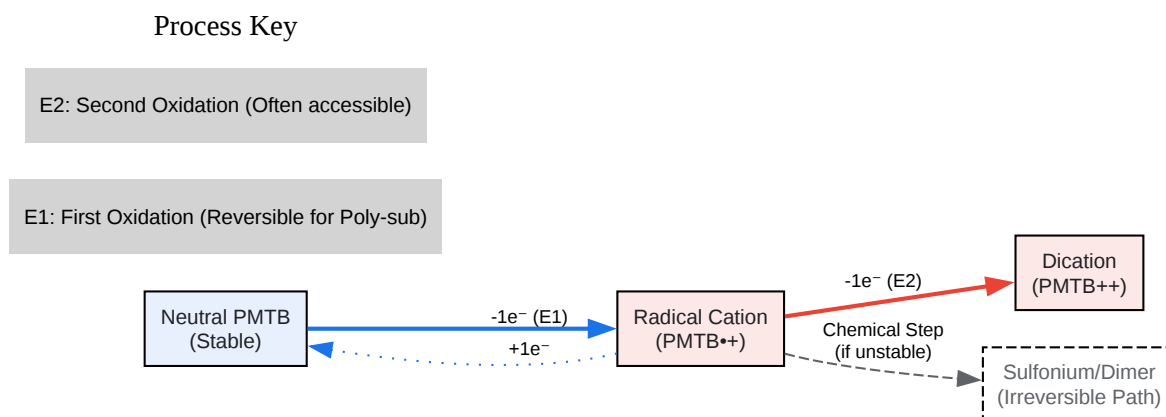 Process Key
E2: Second Oxidation (Often accessible)
E1: First Oxidation (Reversible for Poly-sub)
Neutral PMTB
(Stable)
-1e⁻ (E1)
+1e⁻
Radical Cation
(PMTB•+)
-1e⁻ (E2)
Chemical Step
(if unstable)
Dication
(PMTB++)
Sulfonium/Dimer
(Irreversible Path)